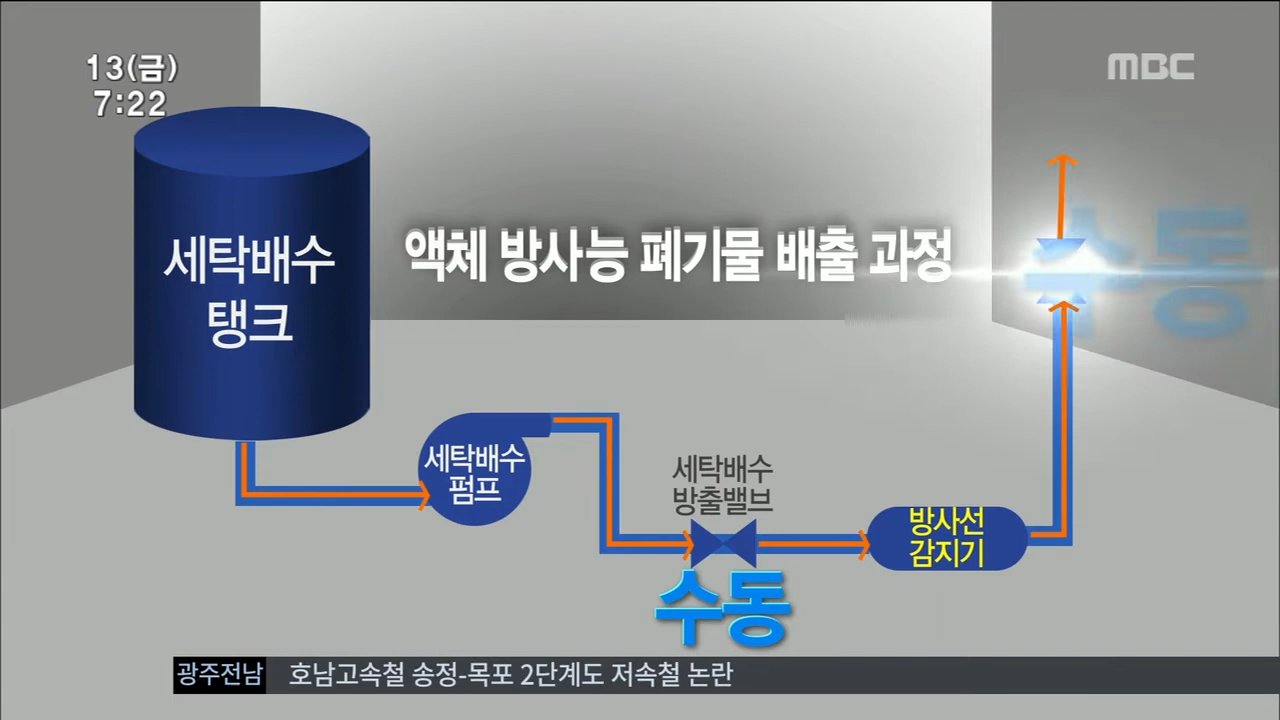 13(금)
7:22
MBC
세탁배수
탱크
액체 방사능 폐기물 배출 과정
수동
세탁배수
펌프
세탁배수
방출밸브
방사선
감지기
수동
광주전남 호남고속철 송정-목포 2단계도 저속철 논란